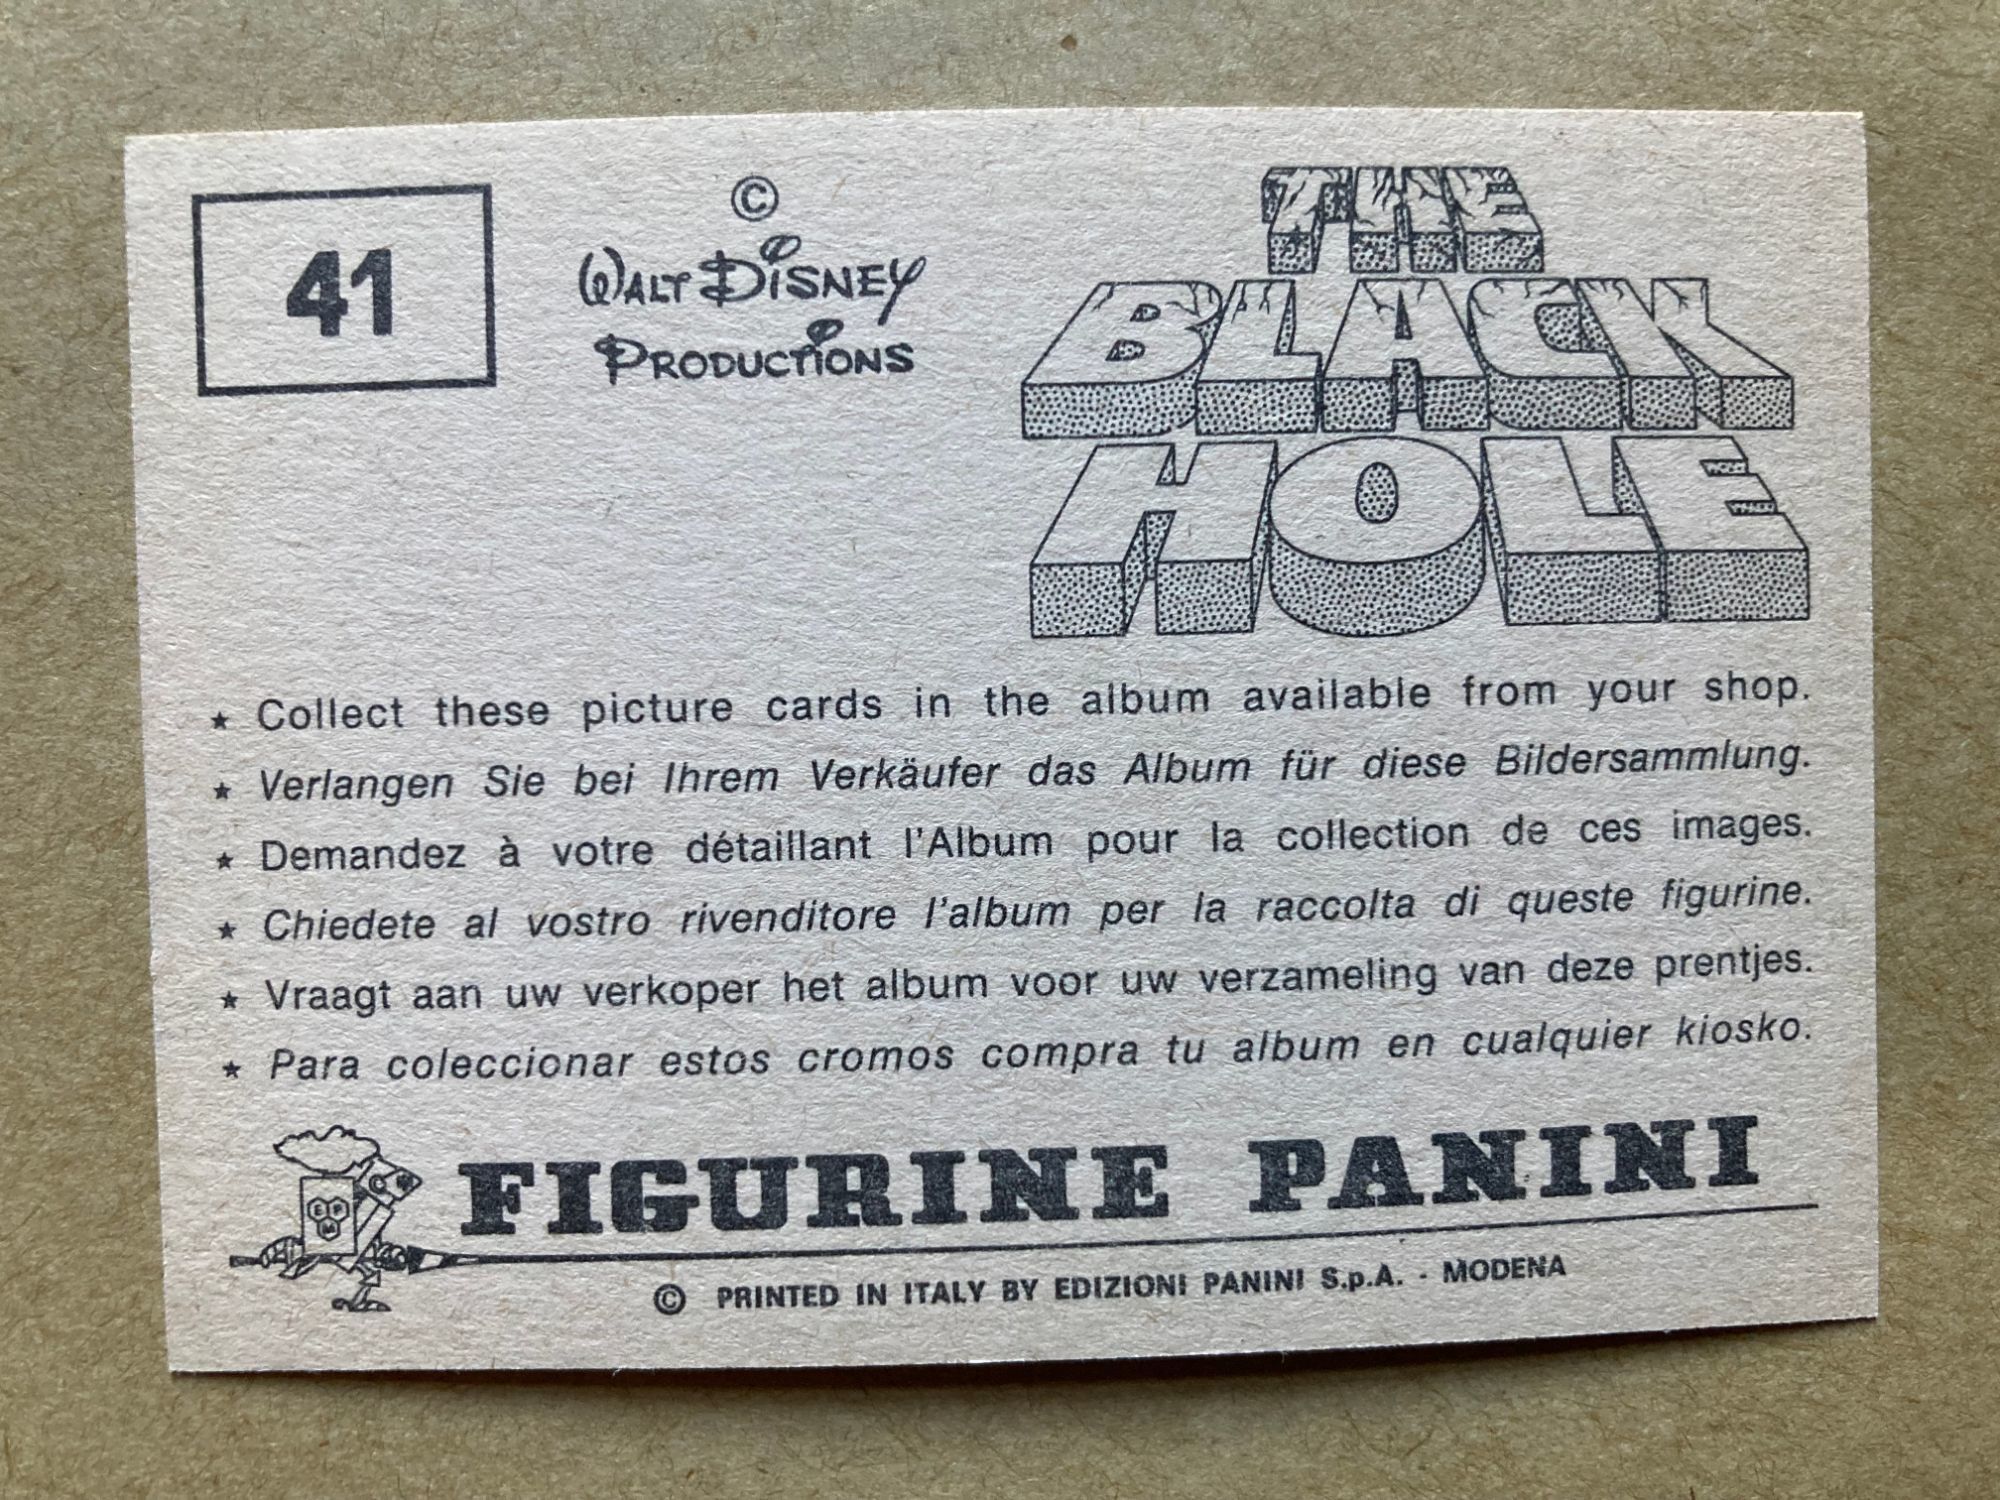 41
©
WALT DISNEY
PRODUCTIONS
THE
BLACK
HOLE
★ Collect these picture cards in the album available from your shop.
★ Verlangen Sie bei Ihrem Verkäufer das Album für diese Bildersammlung.
★ Demandez à votre détaillant l'Album pour la collection de ces images.
★ Chiedete al vostro rivenditore l'album per la raccolta di queste figurine.
★ Vraagt aan uw verkoper het album voor uw verzameling van deze prentjes.
★ Para coleccionar estos cromos compra tu album en cualquier kiosko.
E P
M
FIGURINE PANINI
© PRINTED IN ITALY BY EDIZIONI PANINI S.p.A. - MODENA